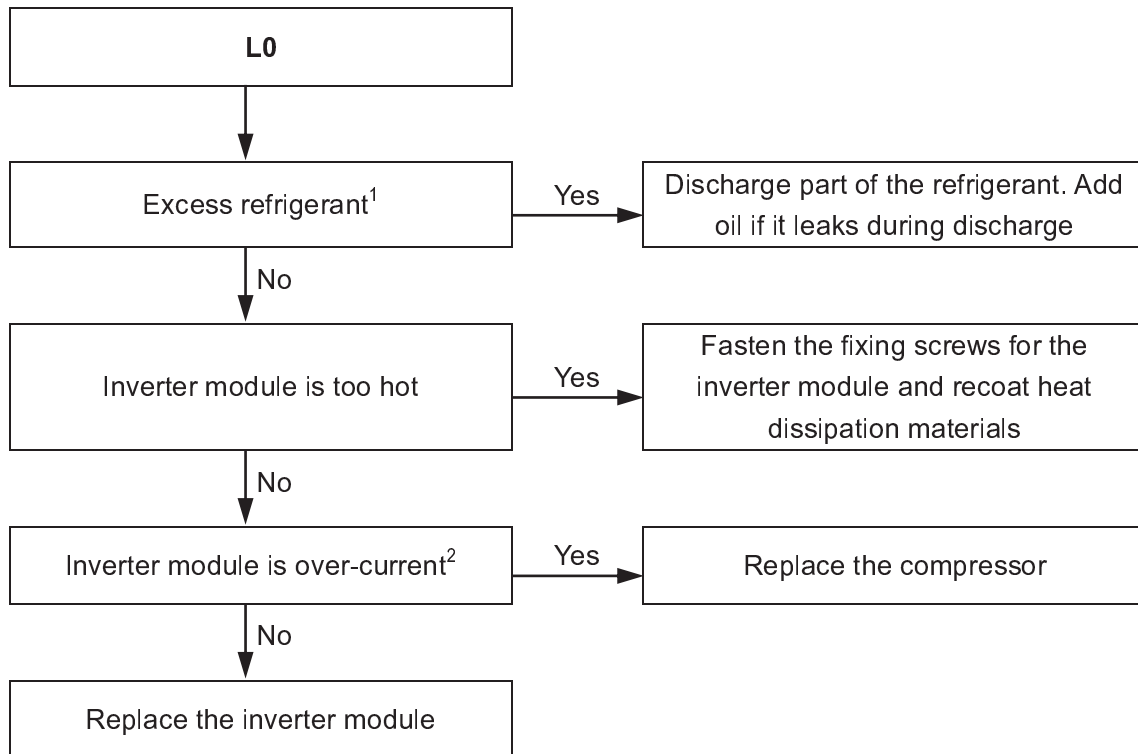 L0
Excess refrigerant¹
Yes
Discharge part of the refrigerant. Add
oil if it leaks during discharge
No
Inverter module is too hot
Yes
Fasten the fixing screws for the
inverter module and recoat heat
dissipation materials
No
Inverter module is over-current²
Yes
Replace the compressor
No
Replace the inverter module